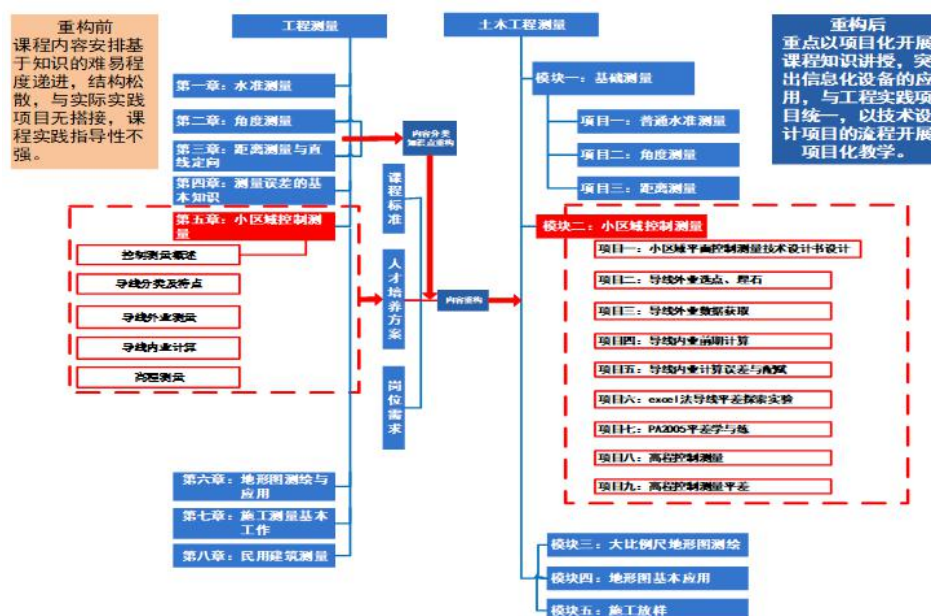 重构前
课程内容安排基
于知识的难易程
度递进，结构松
散，与实际实践
项目无搭接，课
程实践指导性不
强。
工程测量
第一章：水准测量
第二章：角度测量
第三章：距离测量与直
线定向
第四章：测量误差的基
本知识
第五章：小区域控制测
量
控制测量概述
导线分类及特点
导线外业测量
导线内业计算
高程测量
第六章：地形图测绘与
应用
第七章：施工测量基本
工作
第八章：民用建筑测量
内容分类
知识点重构
课程标准
人才培养方案
岗位需求
内容重构
土木工程测量
模块一：基础测量
项目一：普通水准测量
项目二：角度测量
项目三：距离测量
模块二：小区域控制测量
项目一：小区域平面控制测量技术设计书设计
项目二：导线外业选点、埋石
项目三：导线外业数据获取
项目四：导线内业前期计算
项目五：导线内业计算误差与配赋
项目六：excel法导线平差探索实验
项目七：PA2005平差学与练
项目八：高程控制测量
项目九：高程控制测量平差
模块三：大比例尺地形图测绘
模块四：地形图基本应用
模块五：施工放样
重构后
重点以项目化开展
课程知识讲授，突
出信息化设备的应
用，与工程实践项
目统一，以技术设
计项目的流程开展
项目化教学。